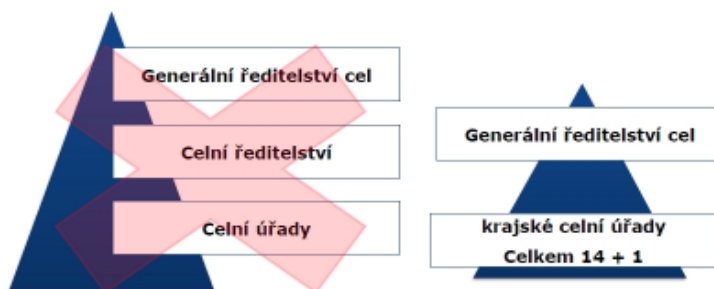 Generální ředitelství cel
Celní ředitelství
Celní úřady
Generální ředitelství cel
krajské celní úřady
Celkem 14 + 1